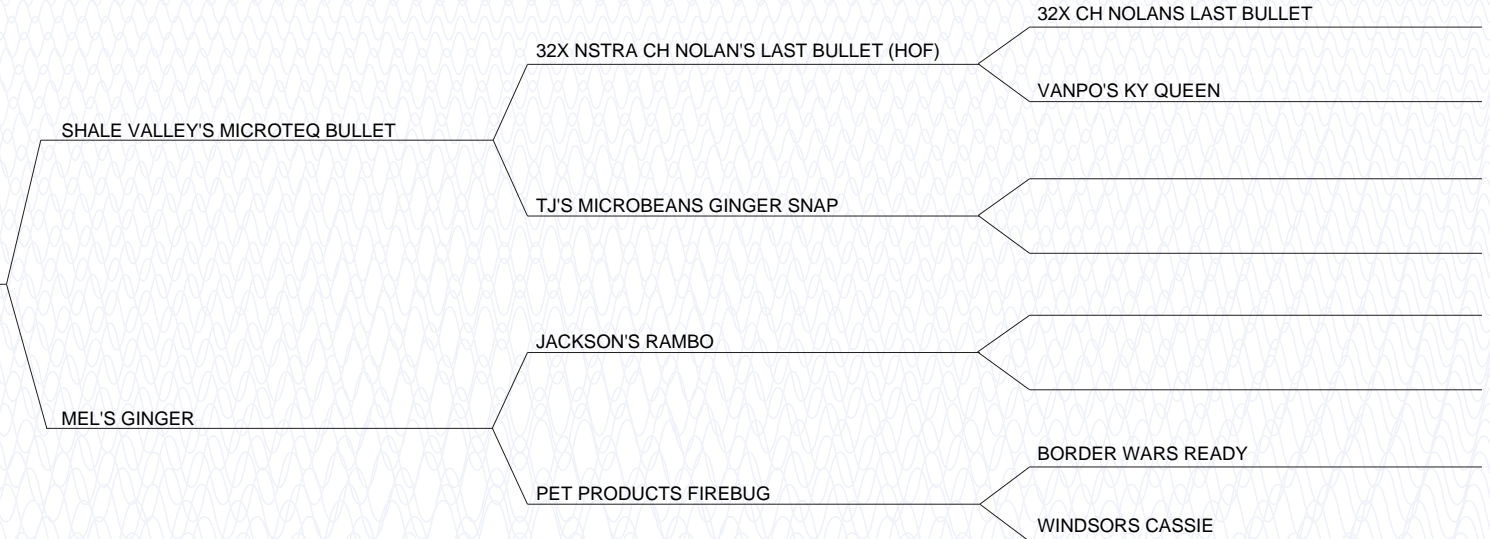 32X CH NOLANS LAST BULLET
32X NSTRA CH NOLAN'S LAST BULLET (HOF)
VANPO'S KY QUEEN
SHALE VALLEY'S MICROTEQ BULLET
TJ'S MICROBEANS GINGER SNAP
JACKSON'S RAMBO
MEL'S GINGER
BORDER WARS READY
PET PRODUCTS FIREBUG
WINDSORS CASSIE